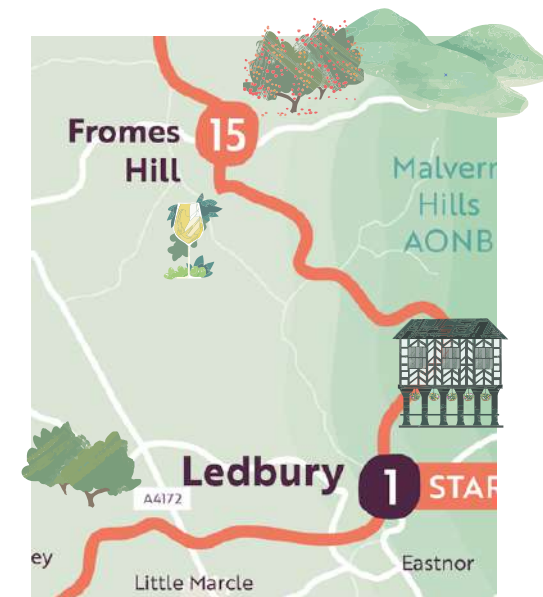 Fromes
Hill
15
Malvern
Hills
AONB
Ledbury
1
STAR
A4172
ey
Little Marcle
Eastnor